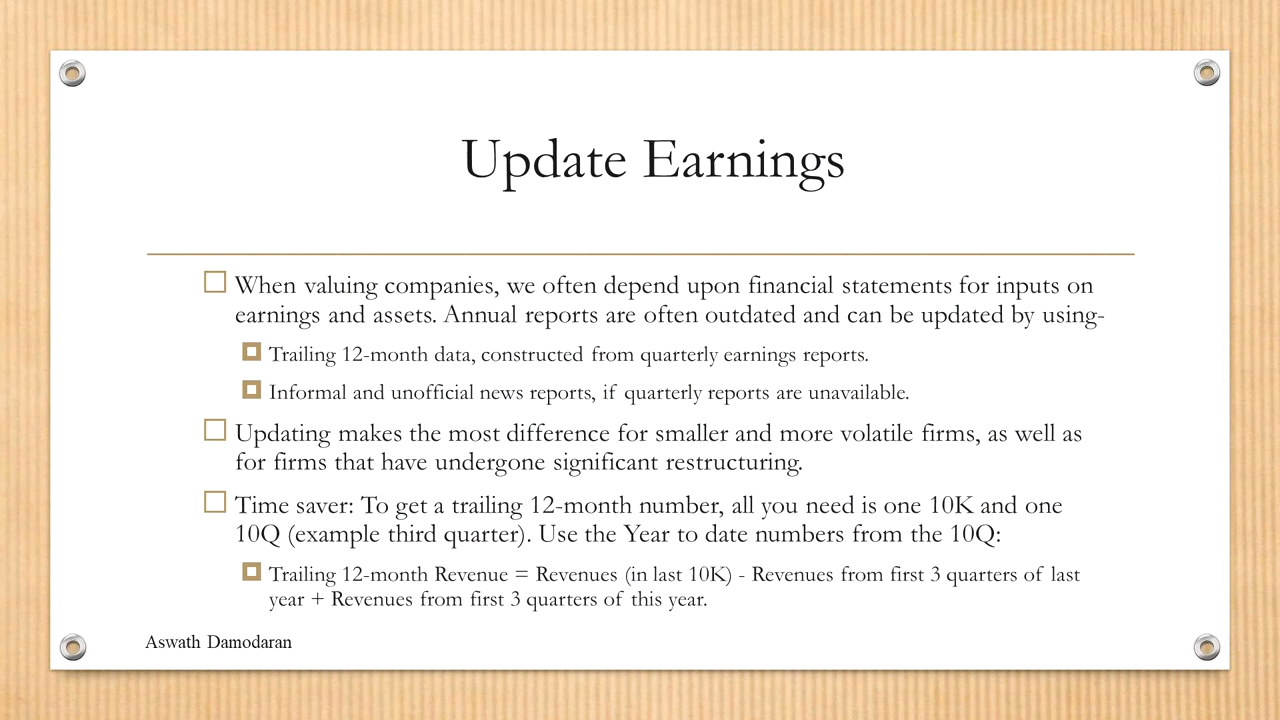 Update Earnings
When valuing companies, we often depend upon financial statements for inputs on
earnings and assets. Annual reports are often outdated and can be updated by using-
Trailing 12-month data, constructed from quarterly earnings reports.
Informal and unofficial news reports, if quarterly reports are unavailable.
Updating makes the most difference for smaller and more volatile firms, as well as
for firms that have undergone significant restructuring.
Time saver: To get a trailing 12-month number, all you need is one 10K and one
10Q (example third quarter). Use the Year to date numbers from the 10Q:
Trailing 12-month Revenue = Revenues (in last 10K) - Revenues from first 3 quarters of last
year + Revenues from first 3 quarters of this year.
Aswath Damodaran